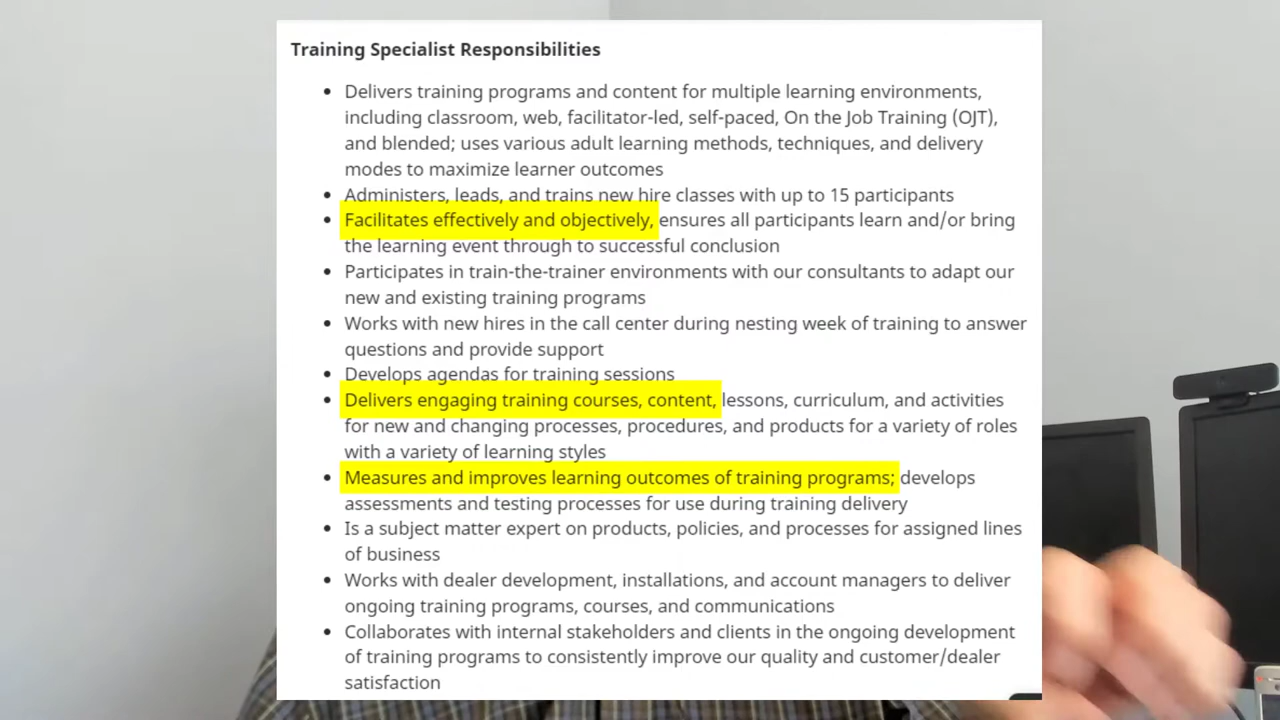 Training Specialist Responsibilities
• Delivers training programs and content for multiple learning environments,
including classroom, web, facilitator-led, self-paced, On the Job Training (OJT),
and blended; uses various adult learning methods, techniques, and delivery
modes to maximize learner outcomes
• Administers, leads, and trains new hire classes with up to 15 participants
• Facilitates effectively and objectively, ensures all participants learn and/or bring
the learning event through to successful conclusion
• Participates in train-the-trainer environments with our consultants to adapt our
new and existing training programs
• Works with new hires in the call center during nesting week of training to answer
questions and provide support
• Develops agendas for training sessions
• Delivers engaging training courses, content, lessons, curriculum, and activities
for new and changing processes, procedures, and products for a variety of roles
with a variety of learning styles
• Measures and improves learning outcomes of training programs; develops
assessments and testing processes for use during training delivery
• Is a subject matter expert on products, policies, and processes for assigned lines
of business
• Works with dealer development, installations, and account managers to deliver
ongoing training programs, courses, and communications
• Collaborates with internal stakeholders and clients in the ongoing development
of training programs to consistently improve our quality and customer/dealer
satisfaction